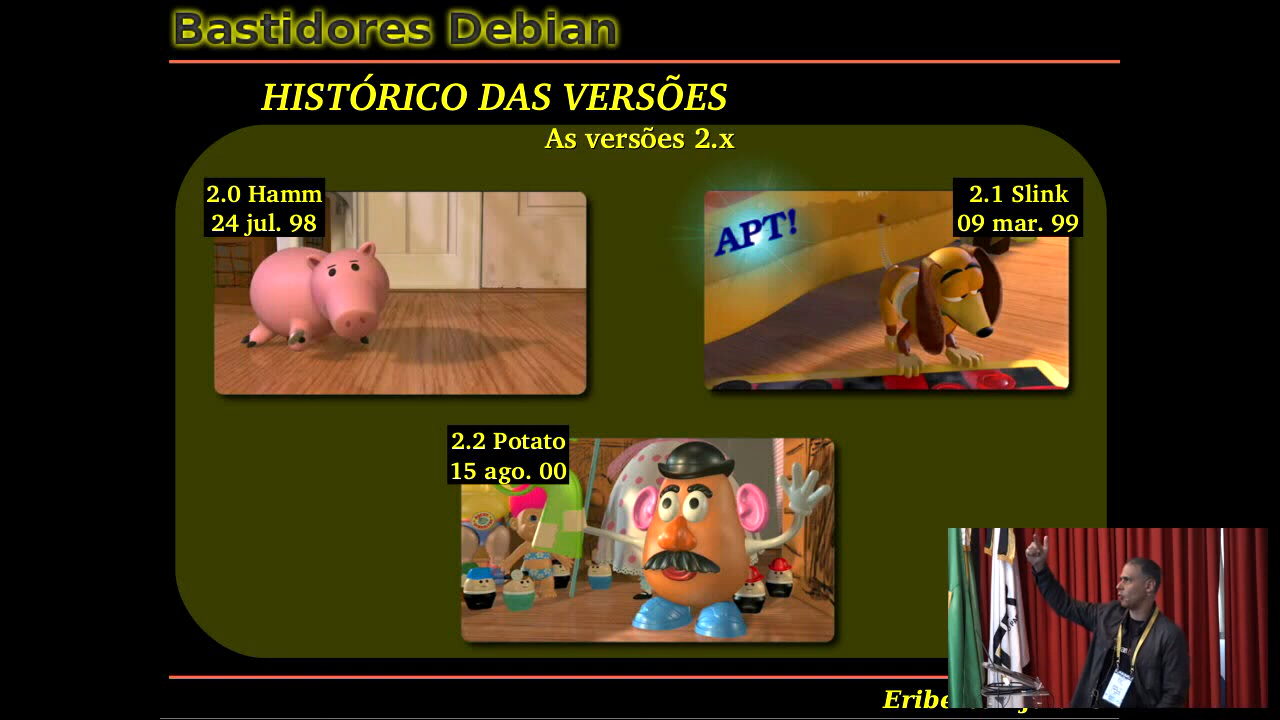 Bastidores Debian
HISTÓRICO DAS VERSÕES
As versões 2.x
2.0 Hamm
24 jul. 98
APT!
2.1 Slink
09 mar. 99
2.2 Potato
15 ago. 00